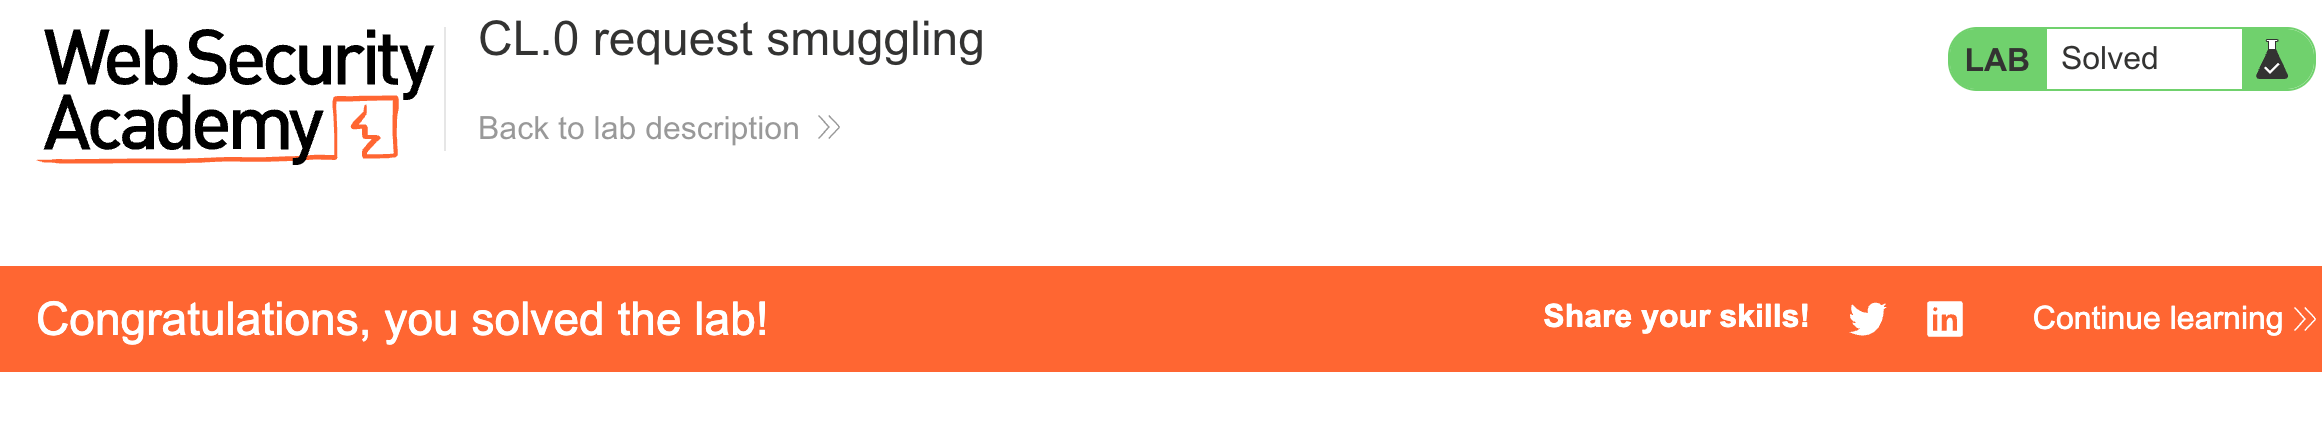 Web Security
Academy
CL.0 request smuggling
Back to lab description
LAB Solved
Congratulations, you solved the lab!
Share your skills!
Continue learning